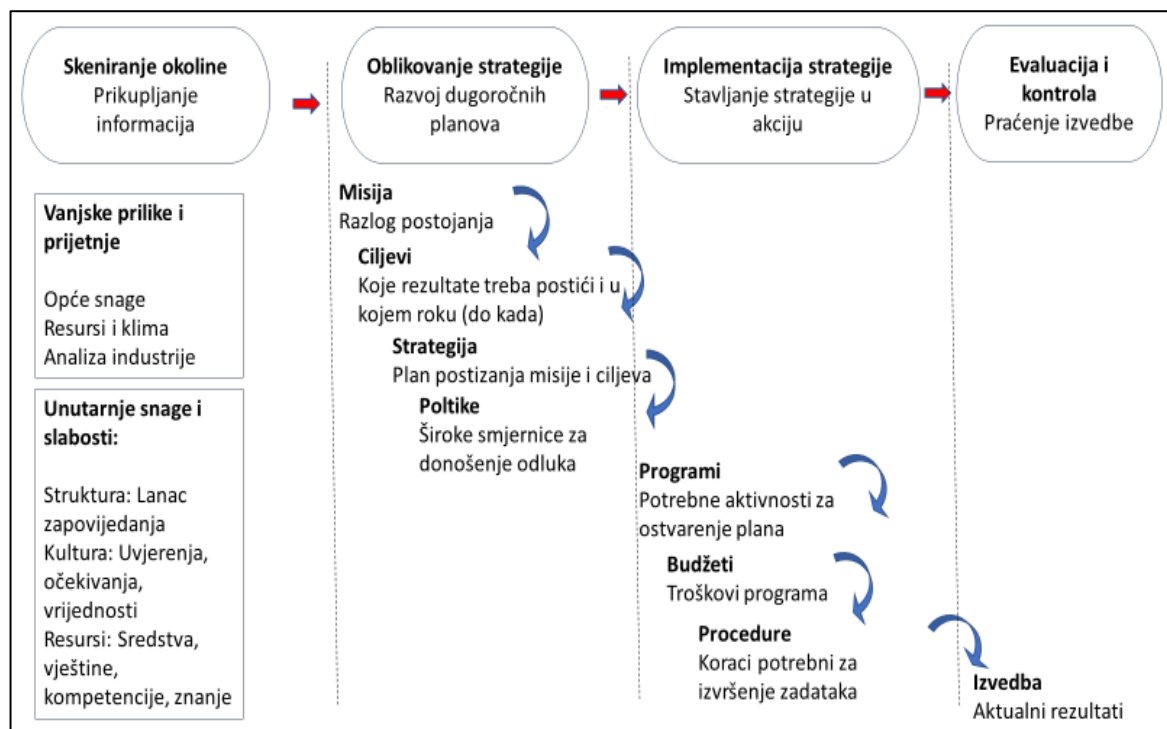 Skeniranje okoline
Prikupljanje
informacija
Oblikovanje strategije
Razvoj dugoročnih
planova
Implementacija strategije
Stavljanje strategije u
akciju
Evaluacija i
kontrola
Praćenje izvedbe
Vanjske prilike i
prijetnje
Opće snage
Resursi i klima
Analiza industrije
Unutarnje snage i
slabosti:
Struktura: Lanac
zapovijedanja
Kultura: Uvjerenja,
očekivanja,
vrijednosti
Resursi: Sredstva,
vještine,
kompetencije, znanje
Misija
Razlog postojanja
Ciljevi
Koje rezultate treba postići i u
kojem roku (do kada)
Strategija
Plan postizanja misije i ciljeva
Poltike
Široke smjernice za
donošenje odluka
Programi
Potrebne aktivnosti za
ostvarenje plana
Budžeti
Troškovi programa
Procedure
Koraci potrebni za
izvršenje zadataka
Izvedba
Aktualni rezultati